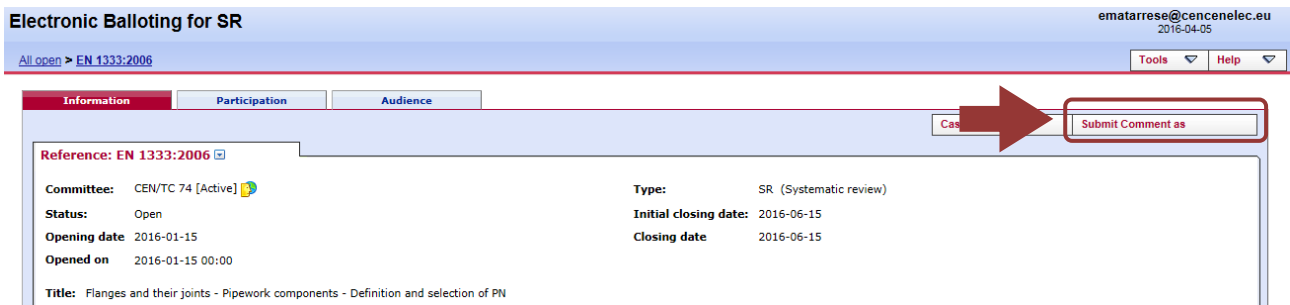 Electronic Balloting for SR
ematarrese@cencenelec.eu
2016-04-05
All open > EN 1333:2006
Tools Help
Information Participation Audience
Submit Comment as
Reference: EN 1333:2006
Committee: CEN/TC 74 [Active] Type: SR (Systematic review)
Status: Open Initial closing date: 2016-06-15
Opening date 2016-01-15 Closing date 2016-06-15
Opened on 2016-01-15 00:00
Title: Flanges and their joints - Pipework components - Definition and selection of PN